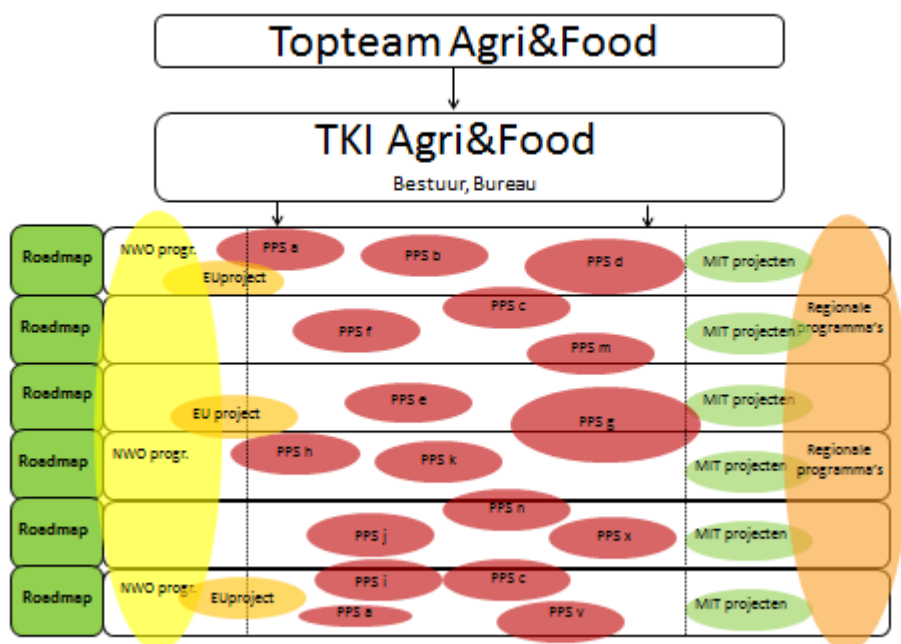 Topteam Agri&Food
TKI Agri&Food
Bestuur, Bureau
Roadmap
NWO progr.
EUproject
PPS a
PPS b
PPS d
MIT projecten
Roadmap
PPS c
PPS f
PPS m
MIT projecten
Regionale
programma's
Roadmap
EU project
PPS e
PPS g
MIT projecten
Roadmap
NWO progr.
PPS h
PPS k
MIT projecten
Regionale
programma's
Roadmap
PPS n
PPS j
PPS x
MIT projecten
Roadmap
NWO progr.
EUproject
PPS i
PPS c
PPS a
PPS v
MIT projecten